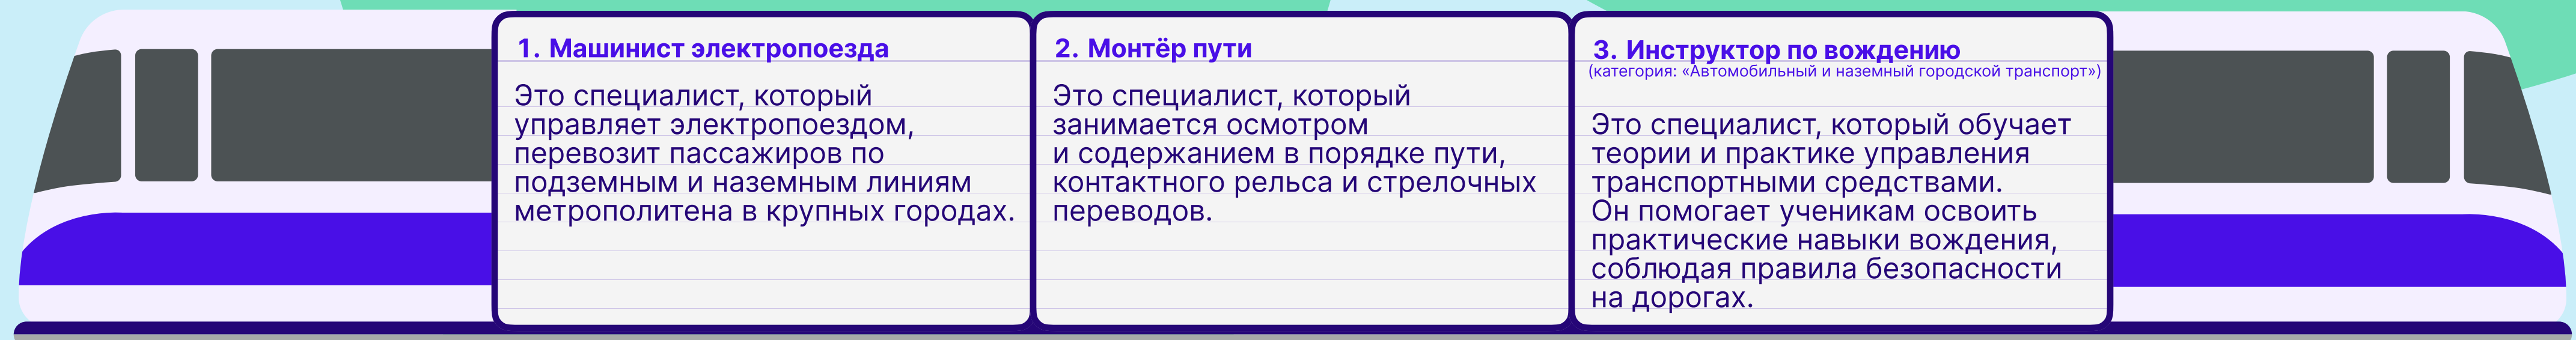 1. Машинист электропоезда
Это специалист, который
управляет электропоездом,
перевозит пассажиров по
подземным и наземным линиям
метрополитена в крупных городах.
2. Монтёр пути
Это специалист, который
занимается осмотром
и содержанием в порядке пути,
контактного рельса и стрелочных
переводов.
3. Инструктор по вождению
(категория: «Автомобильный и наземный городской транспорт»)
Это специалист, который обучает
теории и практике управления
транспортными средствами.
Он помогает ученикам освоить
практические навыки вождения,
соблюдая правила безопасности
на дорогах.